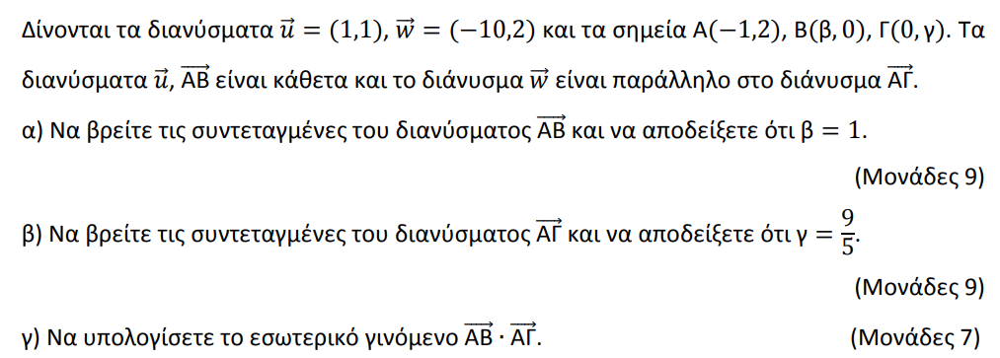 Δίνονται τα διανύσματα $\vec{u} = (1,1)$, $\vec{w} = (-10,2)$ και τα σημεία Α$(-1,2)$, Β$(β, 0)$, Γ$(0, γ)$. Τα
διανύσματα $\vec{u}$, $\overrightarrow{ΑΒ}$ είναι κάθετα και το διάνυσμα $\vec{w}$ είναι παράλληλο στο διάνυσμα $\overrightarrow{ΑΓ}$.
α) Να βρείτε τις συντεταγμένες του διανύσματος $\overrightarrow{ΑΒ}$ και να αποδείξετε ότι β $= 1$.
(Μονάδες 9)
β) Να βρείτε τις συντεταγμένες του διανύσματος $\overrightarrow{ΑΓ}$ και να αποδείξετε ότι γ $= \frac{9}{5}$.
(Μονάδες 9)
γ) Να υπολογίσετε το εσωτερικό γινόμενο $\overrightarrow{ΑΒ} \cdot \overrightarrow{ΑΓ}$. (Μονάδες 7)